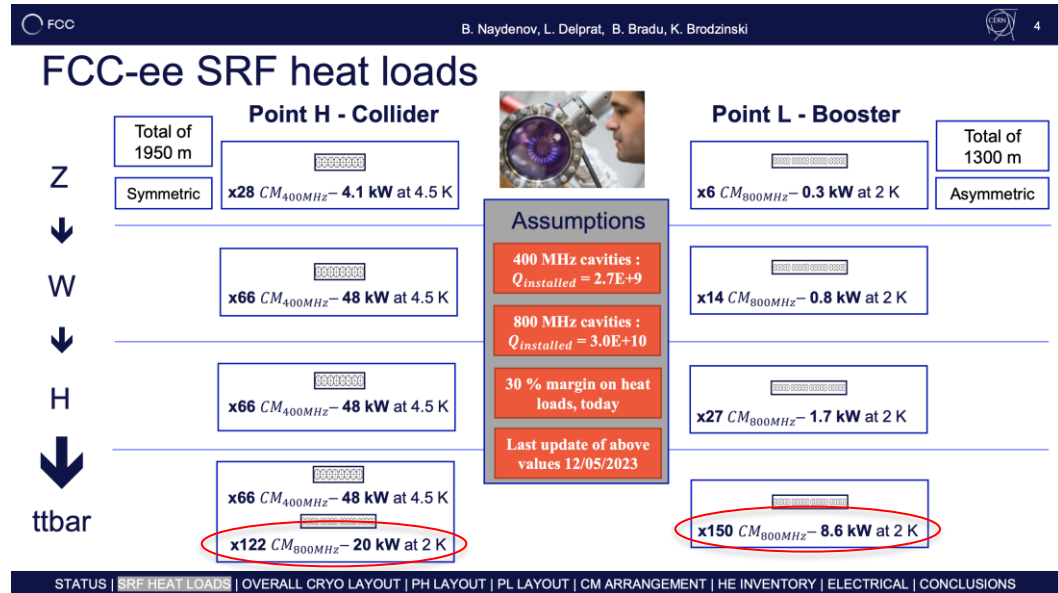 FCC
B. Naydenov, L. Delprat, B. Bradu, K. Brodzinski
CERN
4
FCC-ee SRF heat loads
Point H - Collider
Point L - Booster
Total of
1950 m
Symmetric
Total of
1300 m
Asymmetric
Z
x28 CM400MHz– 4.1 kW at 4.5 K
x6 CM800MHz– 0.3 kW at 2 K
W
x66 CM400MHz– 48 kW at 4.5 K
x14 CM800MHz– 0.8 kW at 2 K
H
x66 CM400MHz– 48 kW at 4.5 K
x27 CM800MHz– 1.7 kW at 2 K
ttbar
x66 CM400MHz– 48 kW at 4.5 K
x122 CM800MHz– 20 kW at 2 K
x150 CM800MHz– 8.6 kW at 2 K
Assumptions
400 MHz cavities :
Qinstalled = 2.7E+9
800 MHz cavities :
Qinstalled = 3.0E+10
30 % margin on heat
loads, today
Last update of above
values 12/05/2023
STATUS | SRF HEAT LOADS | OVERALL CRYO LAYOUT | PH LAYOUT | PL LAYOUT | CM ARRANGEMENT | HE INVENTORY | ELECTRICAL | CONCLUSIONS